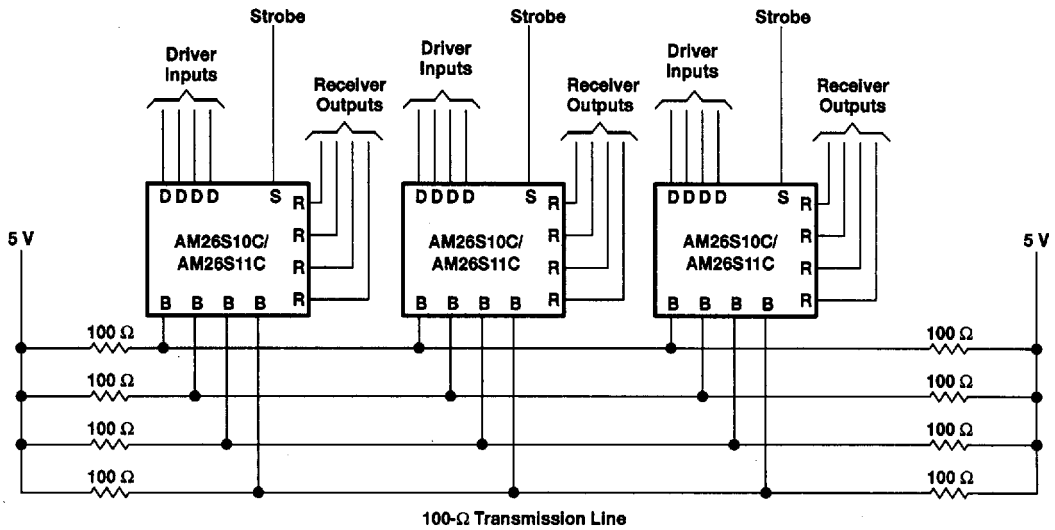 Strobe
Strobe
Strobe
Driver
Inputs
Driver
Inputs
Driver
Inputs
Receiver
Outputs
Receiver
Outputs
Receiver
Outputs
D D D D S R
D D D D S R
D D D D S R
5 V
AM26S10C/
AM26S11C
R
R
AM26S10C/
AM26S11C
R
R
AM26S10C/
AM26S11C
R
R
5 V
B B B B R
B B B B R
B B B B R
100 Ω
100 Ω
100 Ω
100 Ω
100 Ω
100 Ω
100 Ω
100 Ω
100-Ω Transmission Line